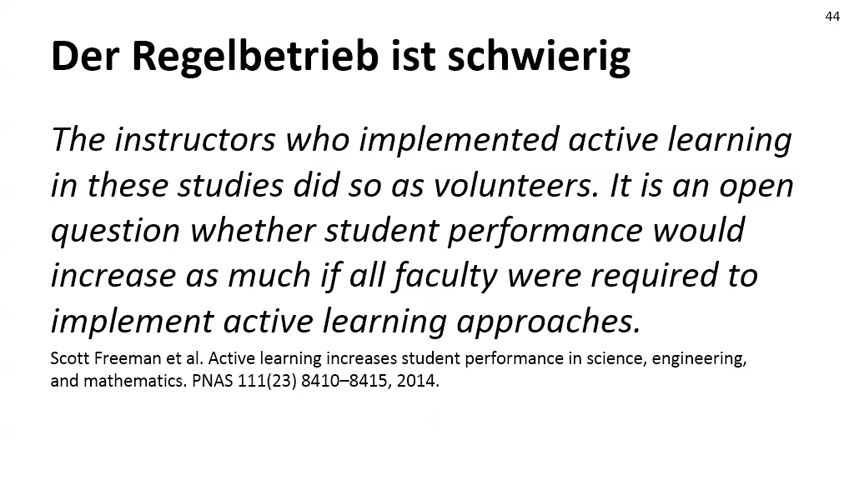 44
Der Regelbetrieb ist schwierig
The instructors who implemented active learning
in these studies did so as volunteers. It is an open
question whether student performance would
increase as much if all faculty were required to
implement active learning approaches.
Scott Freeman et al. Active learning increases student performance in science, engineering,
and mathematics. PNAS 111(23) 8410–8415, 2014.